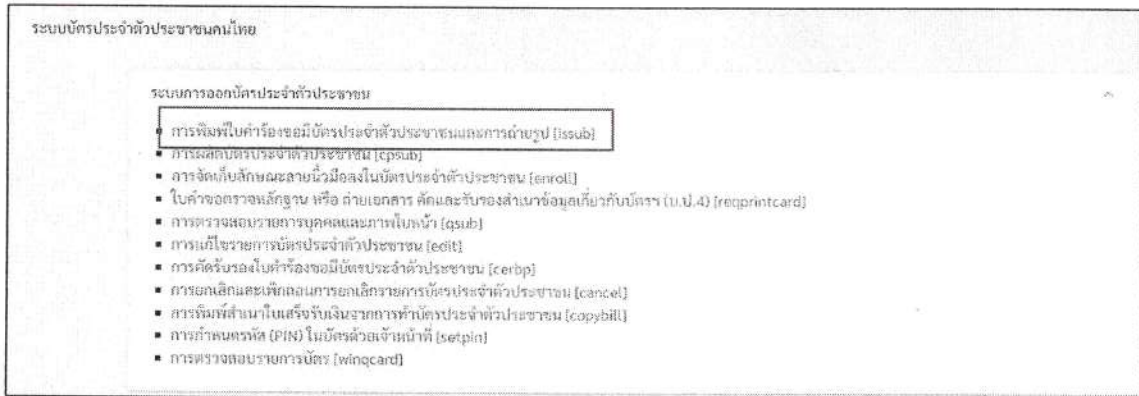 ระบบบัตรประจำตัวประชาชนคนไทย
ระบบการออกบัตรประจำตัวประชาชน
▪ การพิมพ์ใบคำร้องขอมีบัตรประจำตัวประชาชนและการถ่ายรูป [issub]
▪ การผลิตบัตรประจำตัวประชาชน [cpsub]
▪ การจัดเก็บลักษณะลายนิ้วมือลงในบัตรประจำตัวประชาชน [enroll]
▪ ใบคำขอตรวจหลักฐาน หรือ ถ่ายเอกสาร คัดและรับรองสำเนาข้อมูลเกี่ยวกับบัตรฯ (บ.ป.4) [reqprintcard]
▪ การตรวจสอบรายการบุคคลและภาพใบหน้า [qsub]
▪ การแก้ไขรายการบัตรประจำตัวประชาชน [edit]
▪ การคัดรับรองใบคำร้องขอมีบัตรประจำตัวประชาชน [cerbp]
▪ การยกเลิกและเพิกถอนการยกเลิกรายการบัตรประจำตัวประชาชน [cancel]
▪ การพิมพ์สำเนาใบเสร็จรับเงินจากการทำบัตรประจำตัวประชาชน [copybill]
▪ การกำหนดรหัส (PIN) ในบัตรด้วยเจ้าหน้าที่ [setpin]
▪ การตรวจสอบรายการบัตร [winqcard]